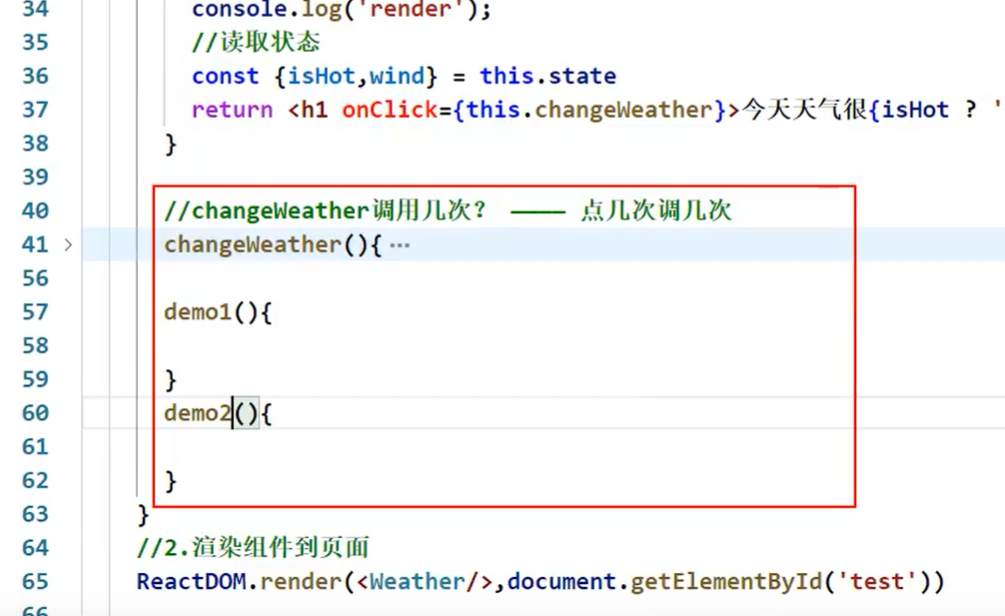 34 console.log('render');
35 //读取状态
36 const {isHot,wind} = this.state
37 return <h1 onClick={this.changeWeather}>今天天气很{isHot ? '
38 }
39
40 //changeWeather调用几次? ———— 点几次调几次
41 changeWeather(){ ···
56
57 demo1(){
58
59 }
60 demo2(){
61
62 }
63 }
64 //2.渲染组件到页面
65 ReactDOM.render(<Weather/>,document.getElementById('test'))
66